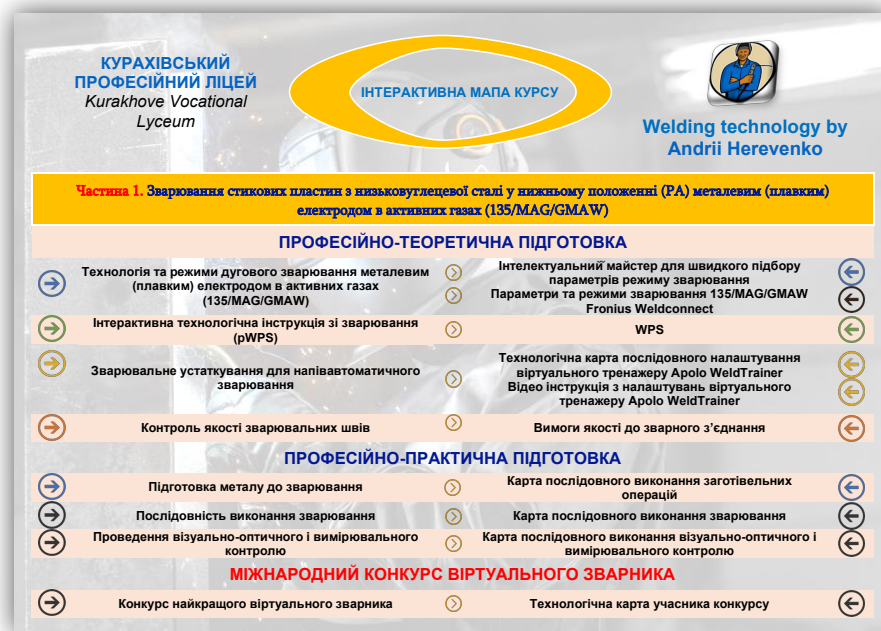 КУРАХІВСЬКИЙ
ПРОФЕСІЙНИЙ ЛІЦЕЙ
Kurakhove Vocational
Lyceum
ІНТЕРАКТИВНА МАПА КУРСУ
Welding technology by
Andrii Herevenko
Частина 1. Зварювання стикових пластин з низьковуглецевої сталі у нижньому положенні (PA) металевим (плавким)
електродом в активних газах (135/MAG/GMAW)
ПРОФЕСІЙНО-ТЕОРЕТИЧНА ПІДГОТОВКА
Технологія та режими дугового зварювання металевим
(плавким) електродом в активних газах
(135/MAG/GMAW)
Інтелектуальний майстер для швидкого підбору
параметрів режиму зварювання
Параметри та режими зварювання 135/MAG/GMAW
Fronius Weldconnect
Інтерактивна технологічна інструкція зі зварювання
(pWPS)
WPS
Зварювальне устаткування для напівавтоматичного
зварювання
Технологічна карта послідовного налаштування
віртуального тренажеру Apolo WeldTrainer
Відео інструкція з налаштувань віртуального
тренажеру Apolo WeldTrainer
Контроль якості зварювальних швів
Вимоги якості до зварного з’єднання
ПРОФЕСІЙНО-ПРАКТИЧНА ПІДГОТОВКА
Підготовка металу до зварювання
Карта послідовного виконання заготівельних
операцій
Послідовність виконання зварювання
Карта послідовного виконання зварювання
Проведення візуально-оптичного і вимірювального
контролю
Карта послідовного виконання візуально-оптичного і
вимірювального контролю
МІЖНАРОДНИЙ КОНКУРС ВІРТУАЛЬНОГО ЗВАРНИКА
Конкурс найкращого віртуального зварника
Технологічна карта учасника конкурсу